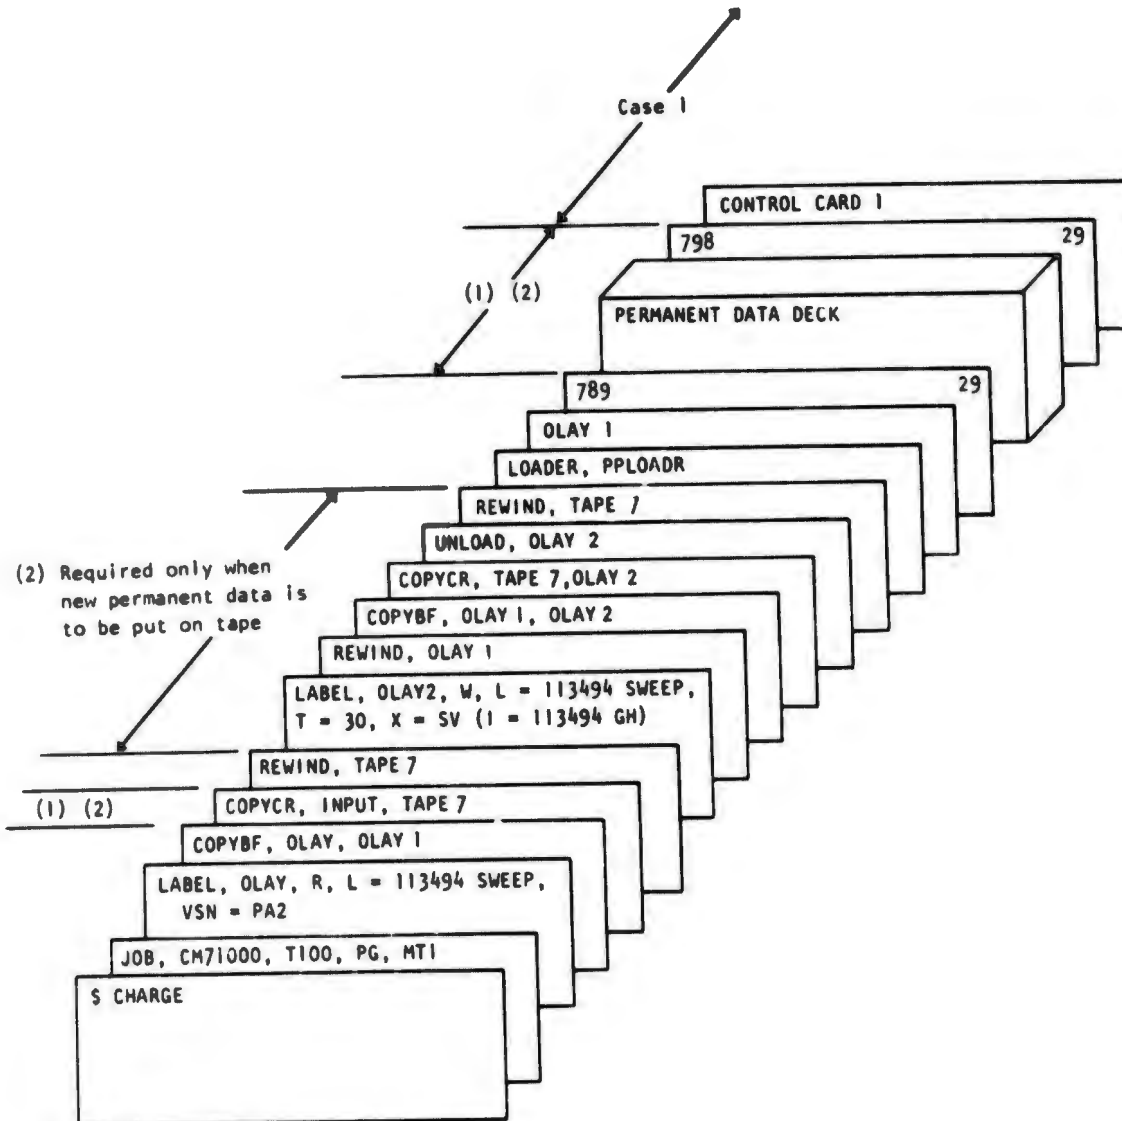 Case 1
CONTROL CARD 1
798 29
(1) (2)
PERMANENT DATA DECK
789 29
OLAY 1
LOADER, PPLOADR
REWIND, TAPE 7
UNLOAD, OLAY 2
(2) Required only when
new permanent data is
to be put on tape
COPYCR, TAPE 7,OLAY 2
COPYBF, OLAY 1, OLAY 2
REWIND, OLAY 1
LABEL, OLAY2, W, L = 113494 SWEEP,
T = 30, X = SV (1 = 113494 GH)
REWIND, TAPE 7
(1) (2)
COPYCR, INPUT, TAPE 7
COPYBF, OLAY, OLAY 1
LABEL, OLAY, R, L = 113494 SWEEP,
VSN = PA2
JOB, CM71000, T100, PG, MT1
$ CHARGE